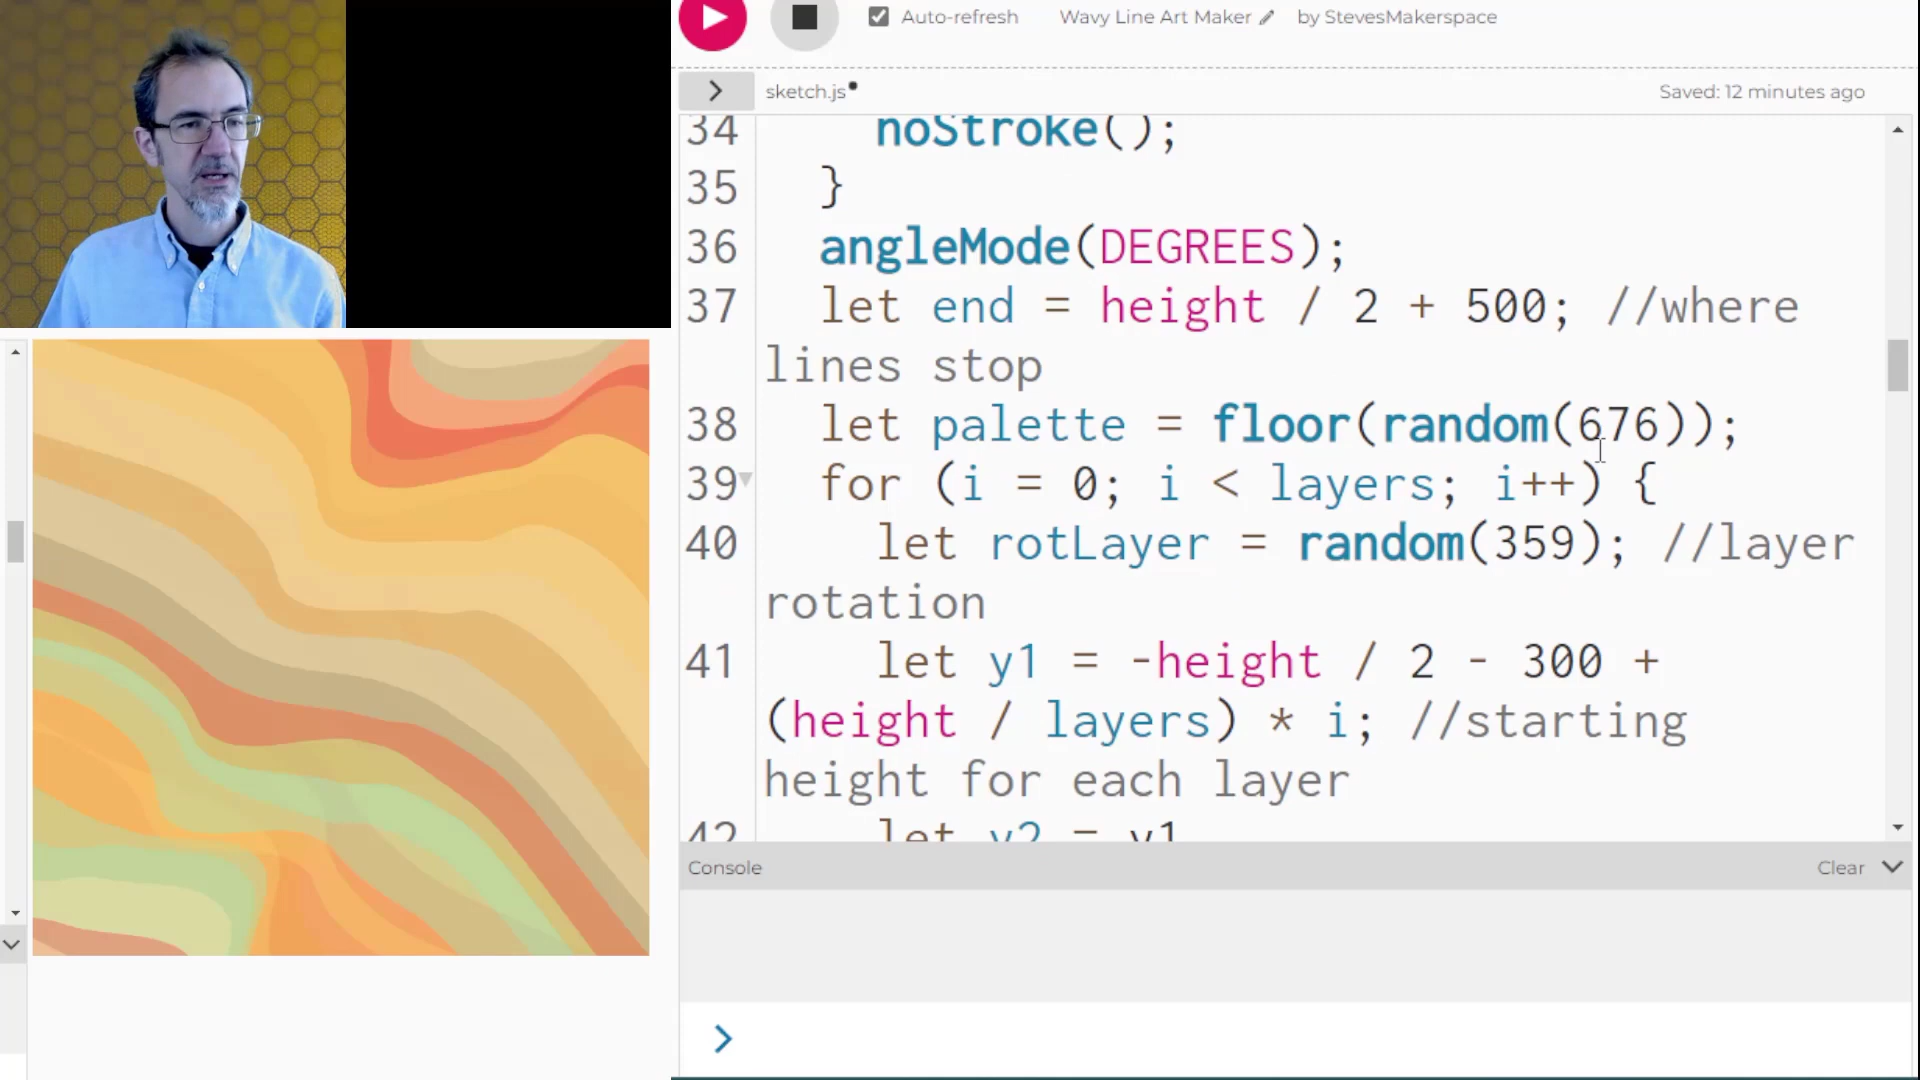 Auto-refresh Wavy Line Art Maker by StevesMakerspace
sketch.js Saved: 12 minutes ago
34 noStroke();
35 }
36 angleMode(DEGREES);
37 let end = height / 2 + 500; //where
lines stop
38 let palette = floor(random(676));
39 for (i = 0; i < layers; i++) {
40 let rotLayer = random(359); //layer
rotation
41 let y1 = -height / 2 - 300 +
(height / layers) * i; //starting
height for each layer
42 let y2 = y1
Console Clear